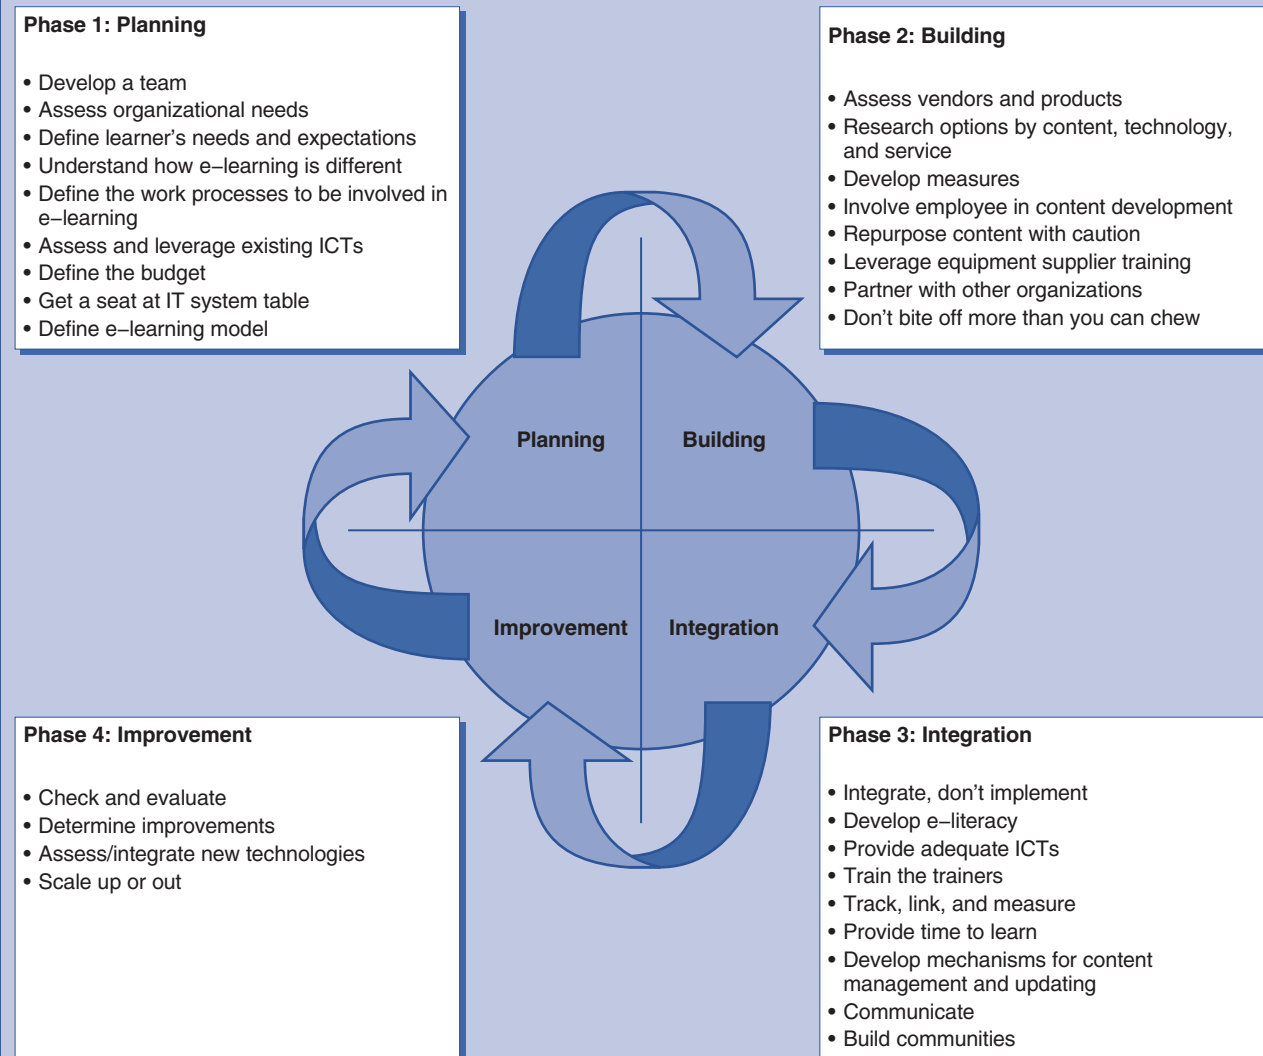 Phase 1: Planning
• Develop a team
• Assess organizational needs
• Define learner's needs and expectations
• Understand how e–learning is different
• Define the work processes to be involved in
e–learning
• Assess and leverage existing ICTs
• Define the budget
• Get a seat at IT system table
• Define e–learning model
Phase 2: Building
• Assess vendors and products
• Research options by content, technology,
and service
• Develop measures
• Involve employee in content development
• Repurpose content with caution
• Leverage equipment supplier training
• Partner with other organizations
• Don't bite off more than you can chew
Planning
Building
Improvement
Integration
Phase 4: Improvement
• Check and evaluate
• Determine improvements
• Assess/integrate new technologies
• Scale up or out
Phase 3: Integration
• Integrate, don't implement
• Develop e–literacy
• Provide adequate ICTs
• Train the trainers
• Track, link, and measure
• Provide time to learn
• Develop mechanisms for content
management and updating
• Communicate
• Build communities